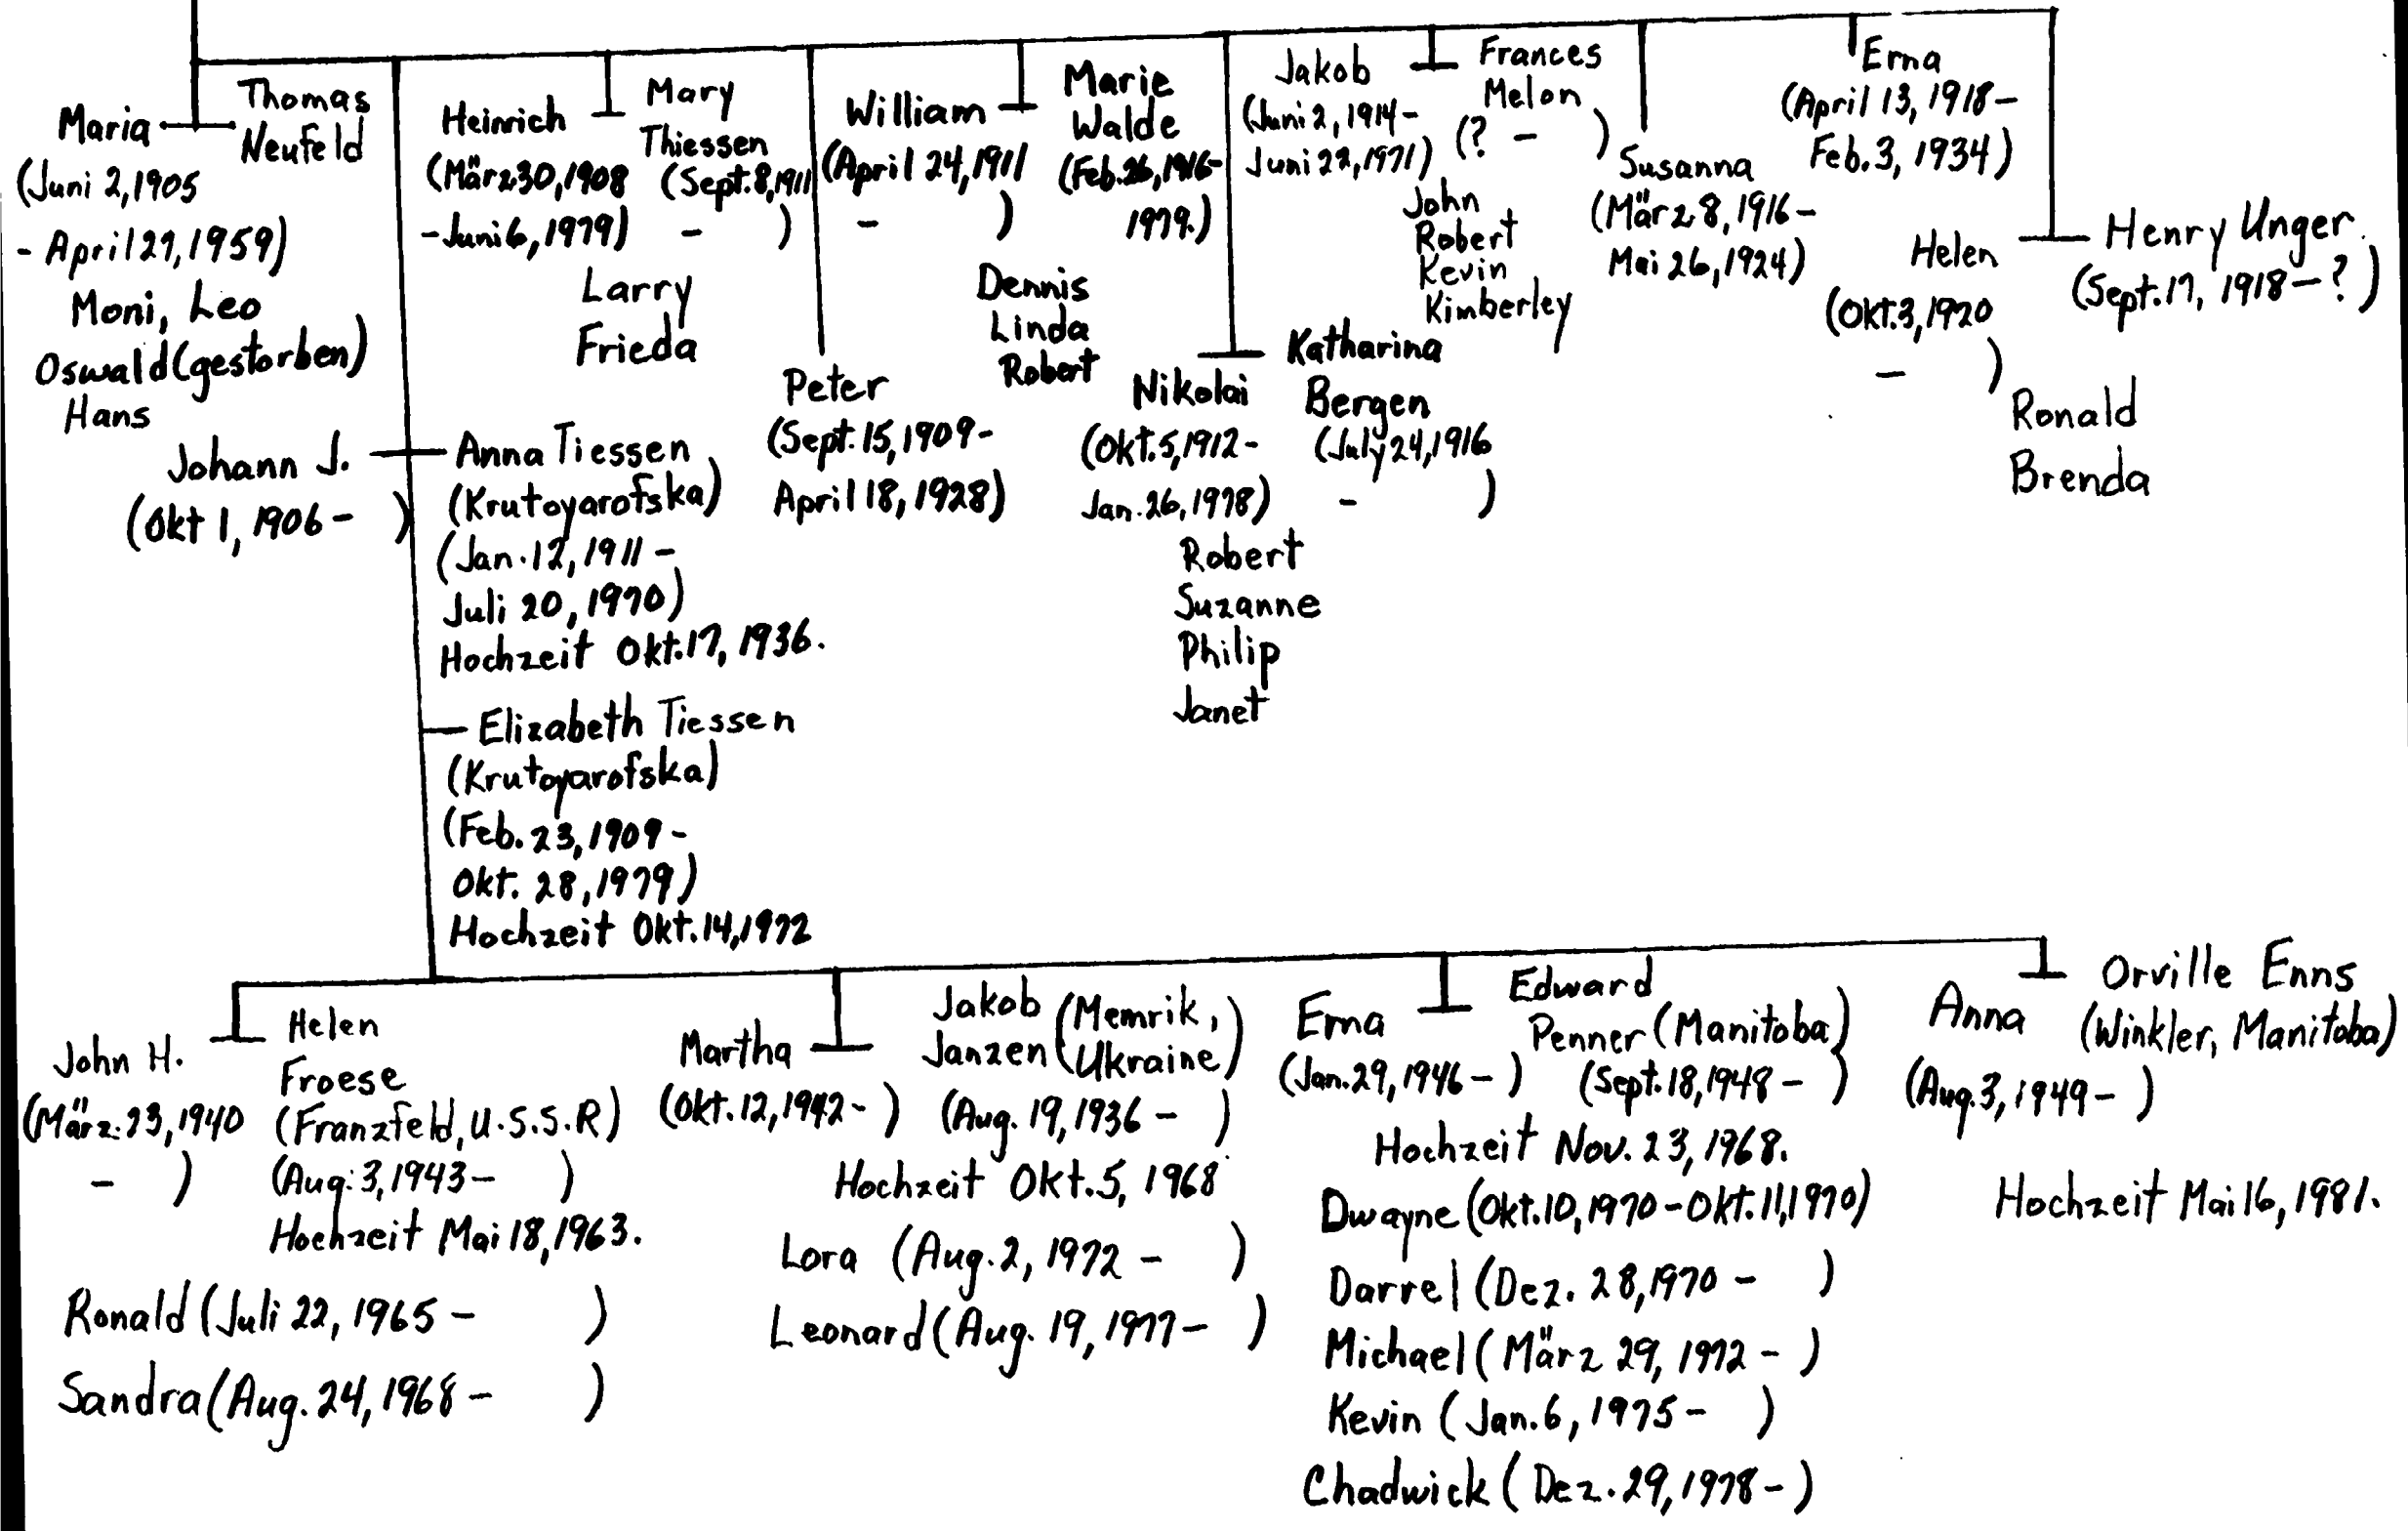 Maria
Thomas
Neufeld
(Juni 2, 1905
- April 27, 1959)
Moni, Leo
Oswald (gestorben)
Hans
Johann J.
(Okt 1, 1906 - )
Anna Tiessen
(Krutoyarofska)
(Jan. 12, 1911 -
Juli 20, 1970)
Hochzeit Okt. 17, 1936.
Elizabeth Tiessen
(Krutoyarofska)
(Feb. 23, 1909 -
Okt. 28, 1979)
Hochzeit Okt. 14, 1972
Heinrich
(März 30, 1908
- Juni 6, 1979)
Mary
Thiessen
(Sept. 8, 1911
- )
Larry
Frieda
Peter
(Sept. 15, 1909 -
April 18, 1928)
William
(April 24, 1911
- )
Marie
Walde
(Feb. 26, 1916 -
1979.)
Dennis
Linda
Robert
Nikolai
(Okt. 5, 1912 -
Jan. 26, 1978)
Katharina
Bergen
(July 24, 1916
- )
Robert
Suzanne
Philip
Janet
Jakob
(Juni 2, 1914 -
Juni 22, 1971)
Frances
Melon
(? - )
John
Robert
Kevin
Kimberley
Susanna
(März 8, 1916 -
Mai 26, 1924)
Erna
(April 13, 1918 -
Feb. 3, 1934)
Helen
(Okt. 3, 1920
- )
Henry Unger
(Sept. 17, 1918 - ?)
Ronald
Brenda
John H.
(März. 23, 1940
- )
Helen
Froese
(Franzfeld, U.S.S.R)
(Aug. 3, 1943 - )
Hochzeit Mai 18, 1963.
Ronald (Juli 22, 1965 - )
Sandra (Aug. 24, 1968 - )
Martha
(Okt. 12, 1942 - )
Jakob (Memrik,
Janzen Ukraine)
(Aug. 19, 1936 - )
Hochzeit Okt. 5, 1968
Lora (Aug. 2, 1972 - )
Leonard (Aug. 19, 1977 - )
Erna
(Jan. 29, 1946 - )
Edward
Penner (Manitoba)
(Sept. 18, 1948 - )
Hochzeit Nov. 23, 1968.
Dwayne (Okt. 10, 1970 - Okt. 11, 1970)
Darrel (Dez. 28, 1970 - )
Michael (März 29, 1972 - )
Kevin (Jan. 6, 1975 - )
Chadwick (Dez. 29, 1978 - )
Anna
(Aug. 3, 1949 - )
Orville Enns
(Winkler, Manitoba)
Hochzeit Mai 16, 1981.